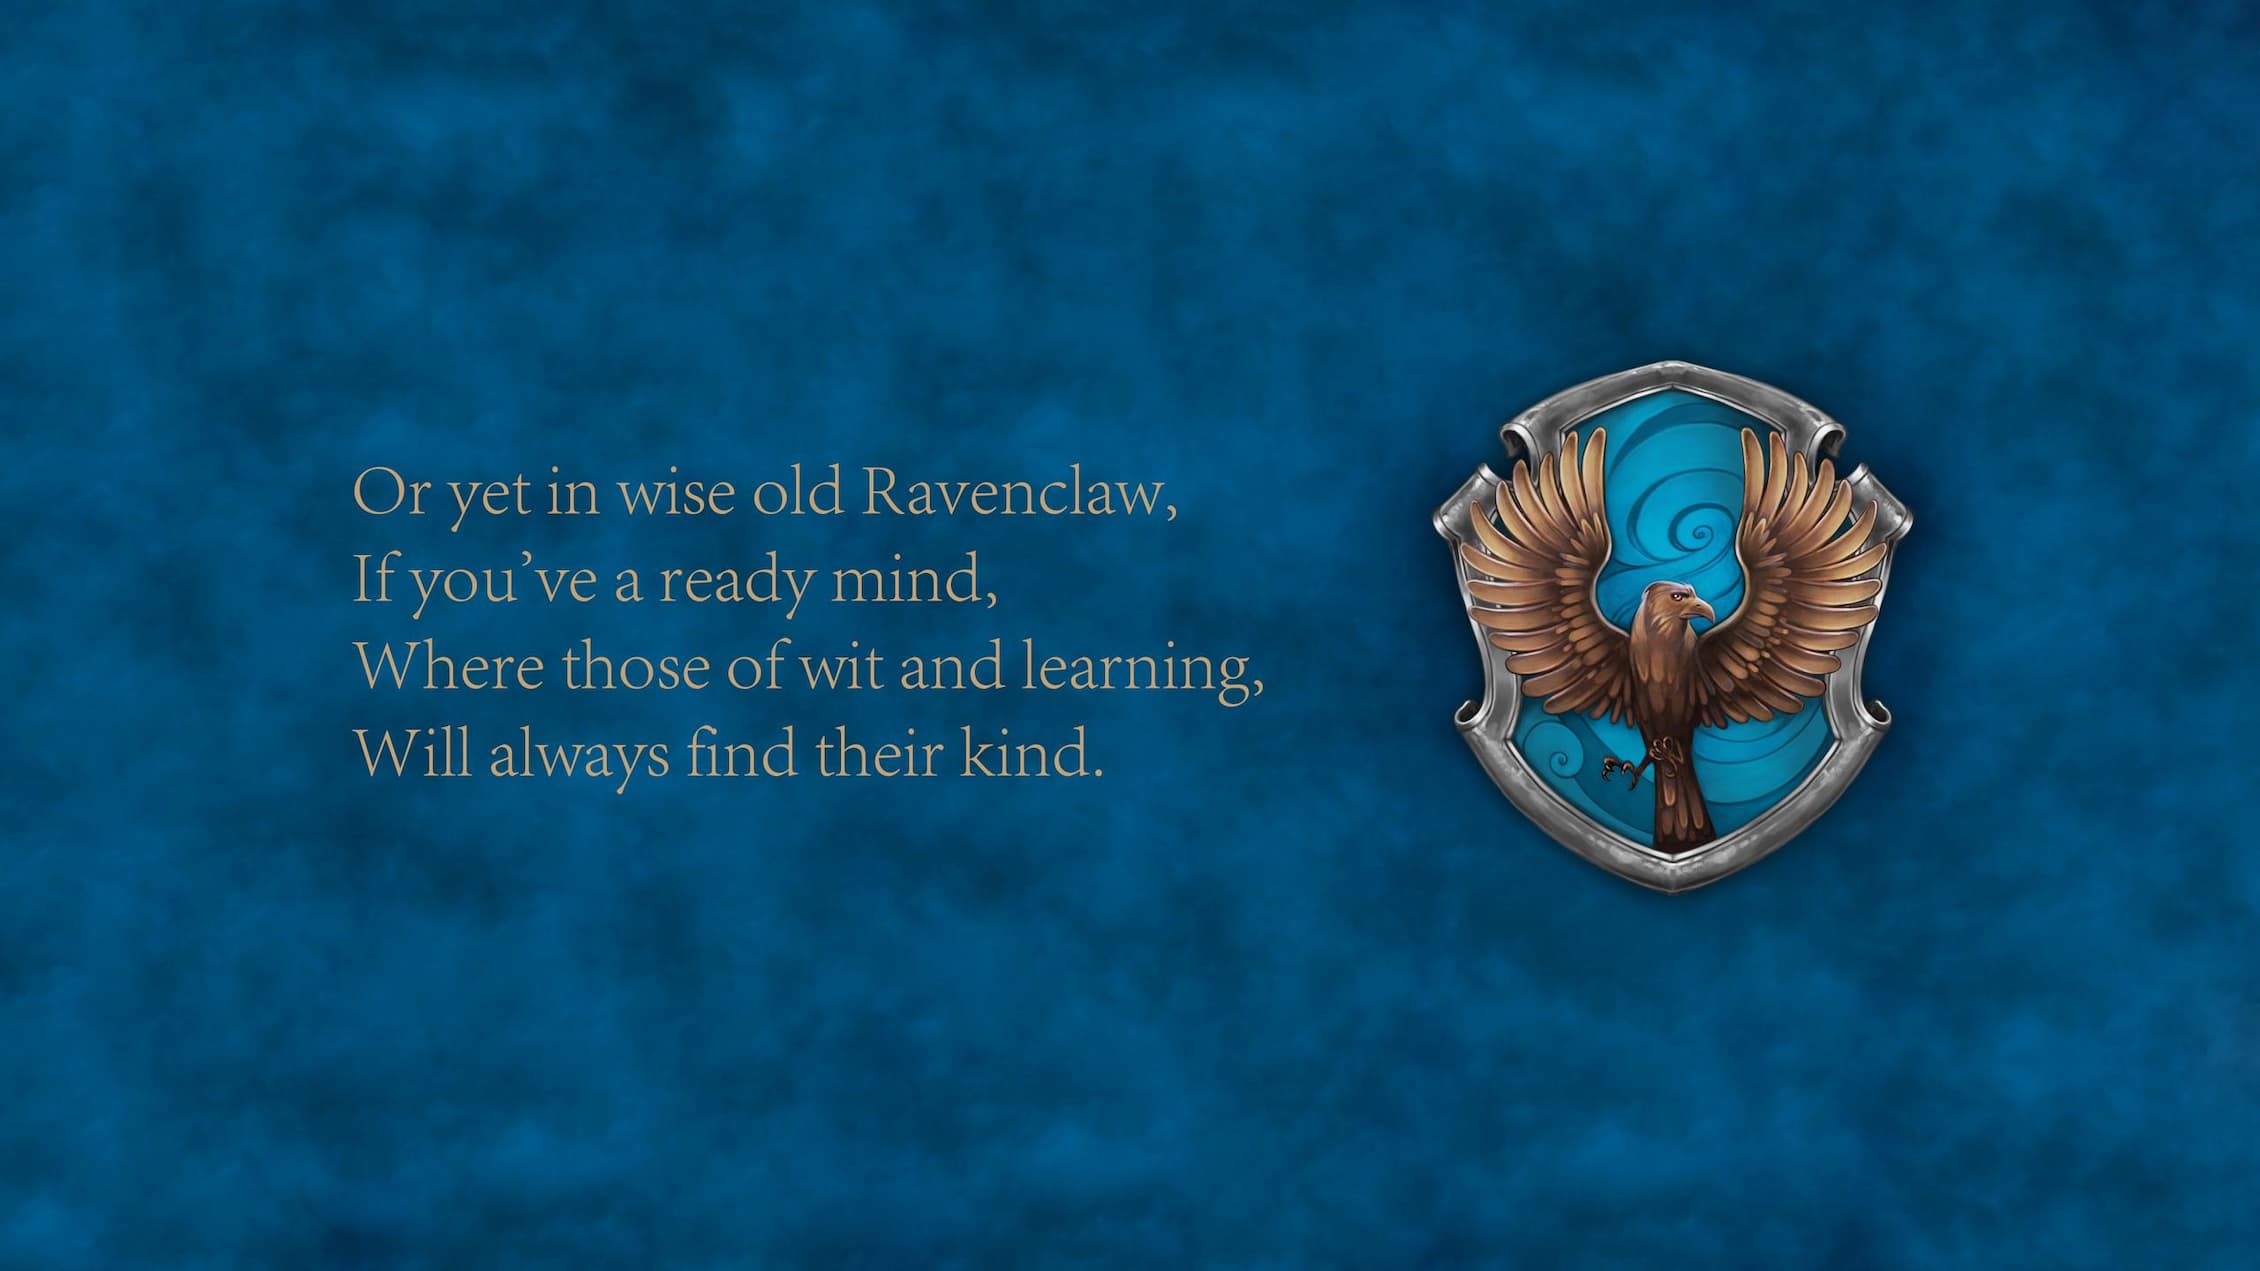 Or yet in wise old Ravenclaw,
If you’ve a ready mind,
Where those of wit and learning,
Will always find their kind.